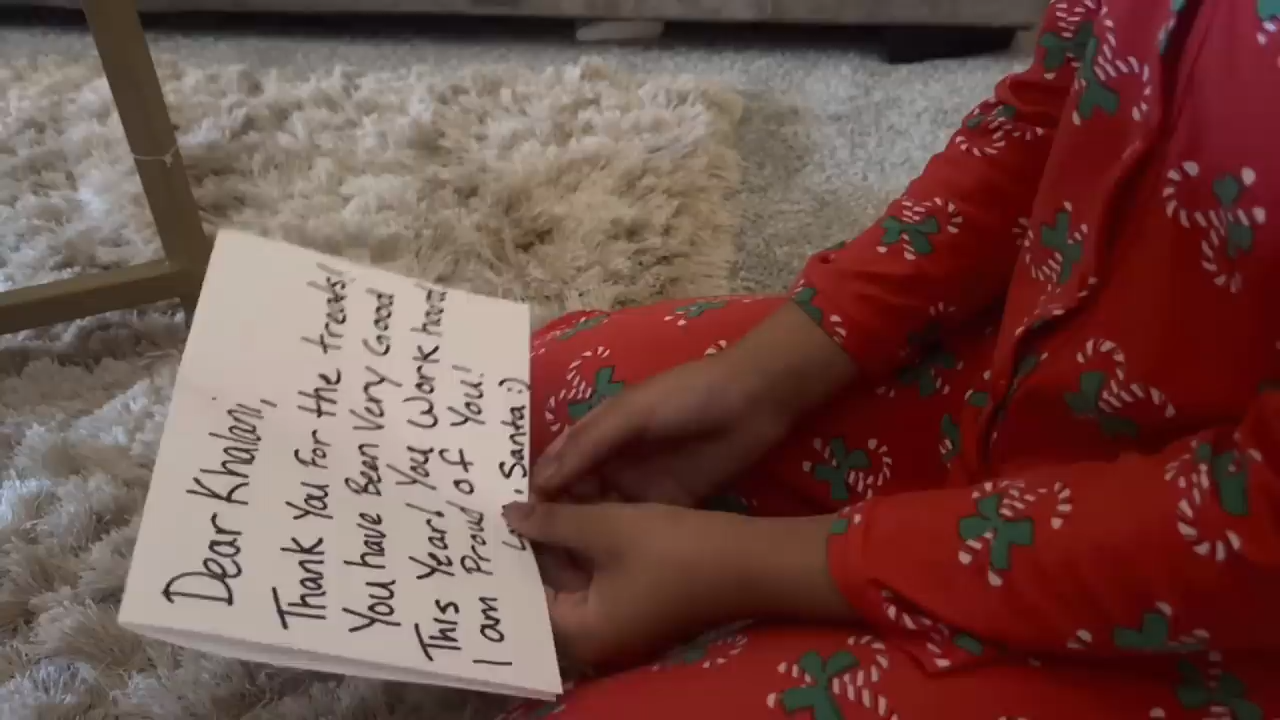 Dear Khalani,
Thank You For the treats!
You have Been Very Good
This Year! You Work hard
I am Proud of You!
, Santa :)